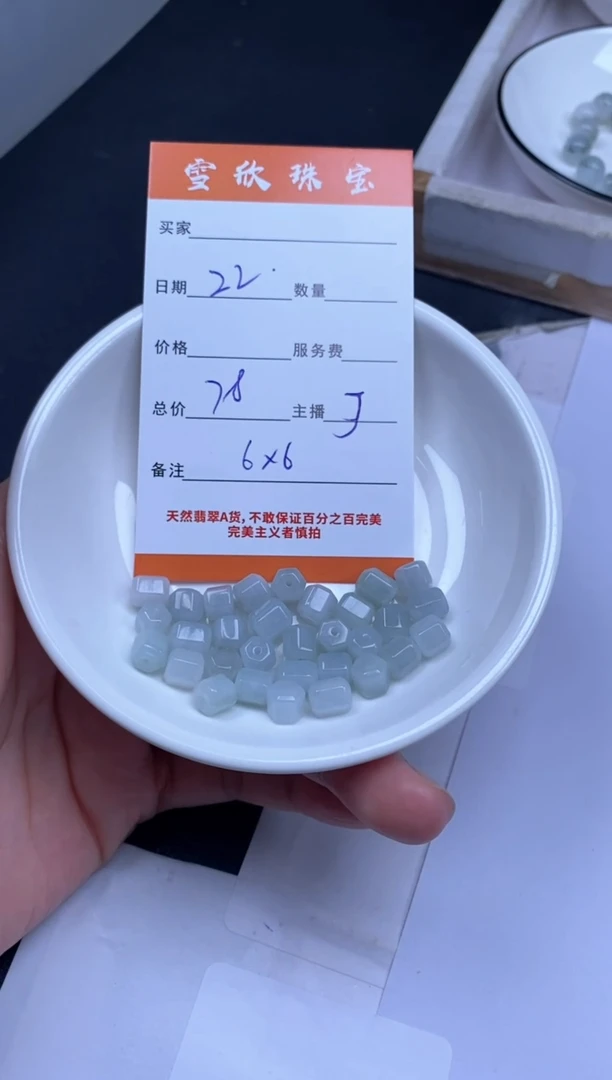 雪欣珠宝
买家
日期 22. 数量
价格 服务费
总价 78 主播 J
备注 6×6
天然翡翠A货,不敢保证百分之百完美
完美主义者慎拍